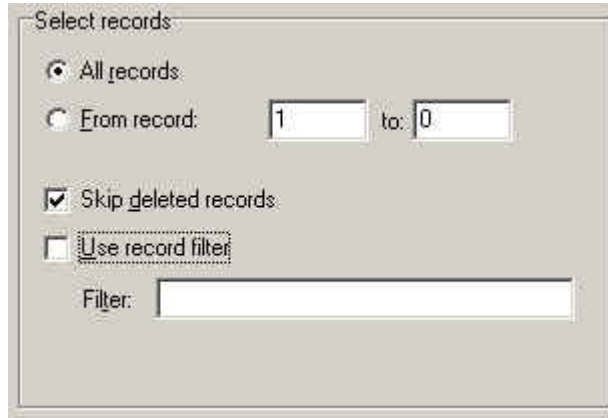 Select records
All records
From record: 1 to: 0
Skip deleted records
Use record filter
Filter: